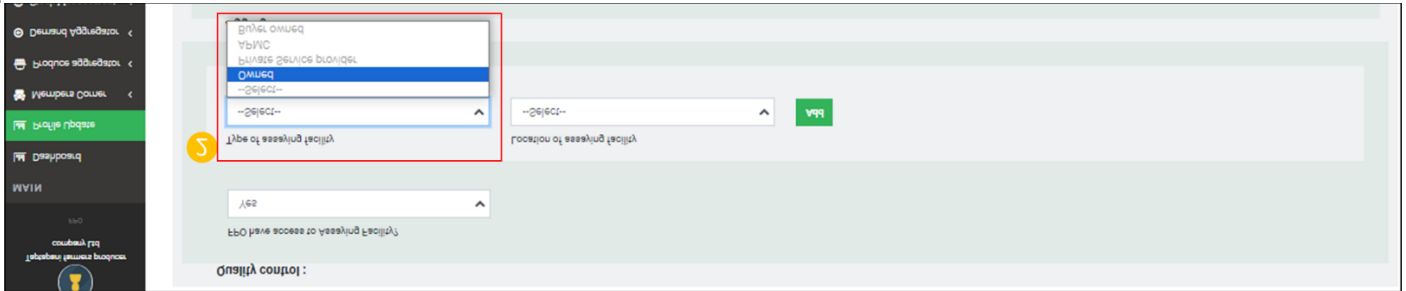 Taptapani farmers producer
company Ltd
FPO
MAIN
Dashboard
Profile Update
Members Corner
Produce aggregator
Demand Aggregator
Quality control :
FPO have access to Assaying Facility?
Yes
2
Type of assaying facility
Location of assaying facility
--Select--
--Select--
Add
--Select--
Owned
Private Service provider
APMC
Buyer owned